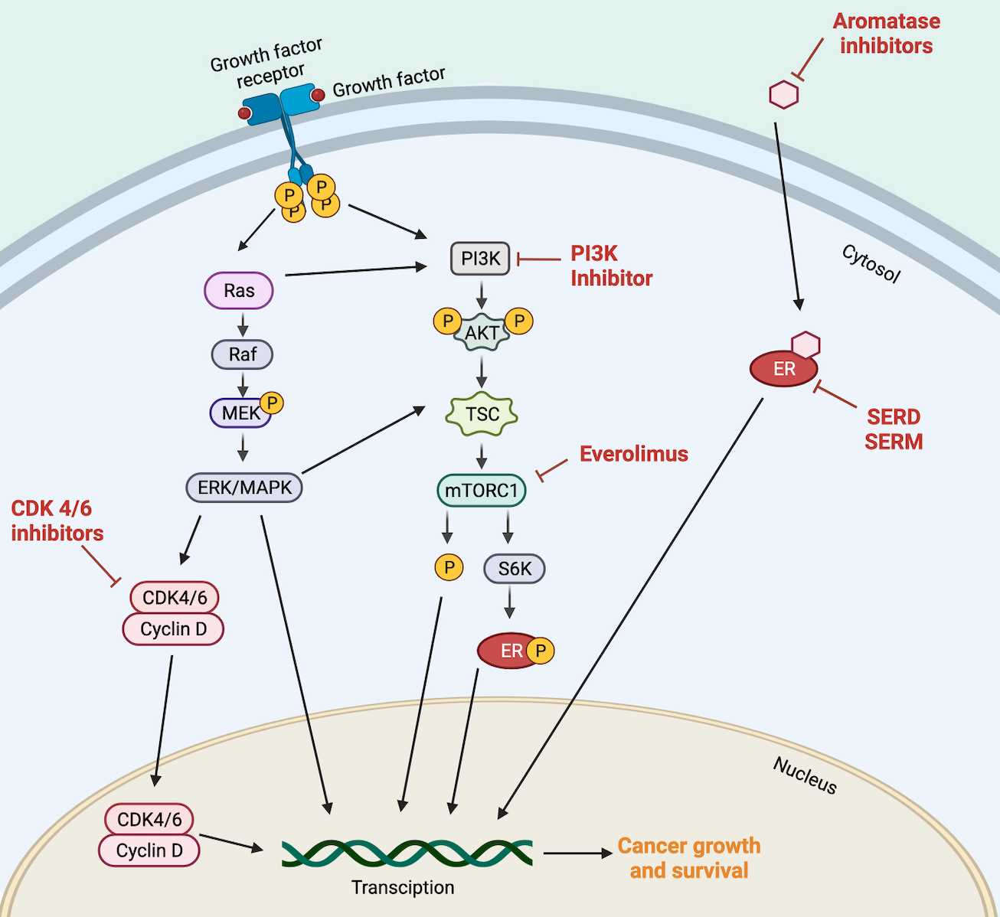 Aromatase
inhibitors
Growth factor
receptor
Growth factor
P
P
P
P
Cytosol
PI3K
PI3K
Inhibitor
Ras
P
AKT
P
Raf
ER
MEK
P
TSC
SERD
SERM
Everolimus
ERK/MAPK
mTORC1
CDK 4/6
inhibitors
P
S6K
CDK4/6
Cyclin D
ER
P
Nucleus
CDK4/6
Cyclin D
Transciption
Cancer growth
and survival